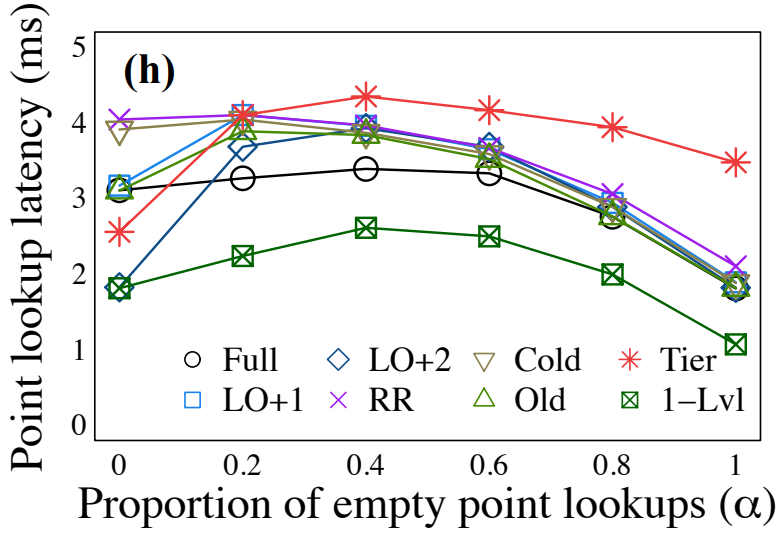 Point lookup latency (ms)
5
4
3
2
1
0
(h)
Full LO+2 Cold Tier
LO+1 RR Old 1−Lvl
0 0.2 0.4 0.6 0.8 1
Proportion of empty point lookups (α)